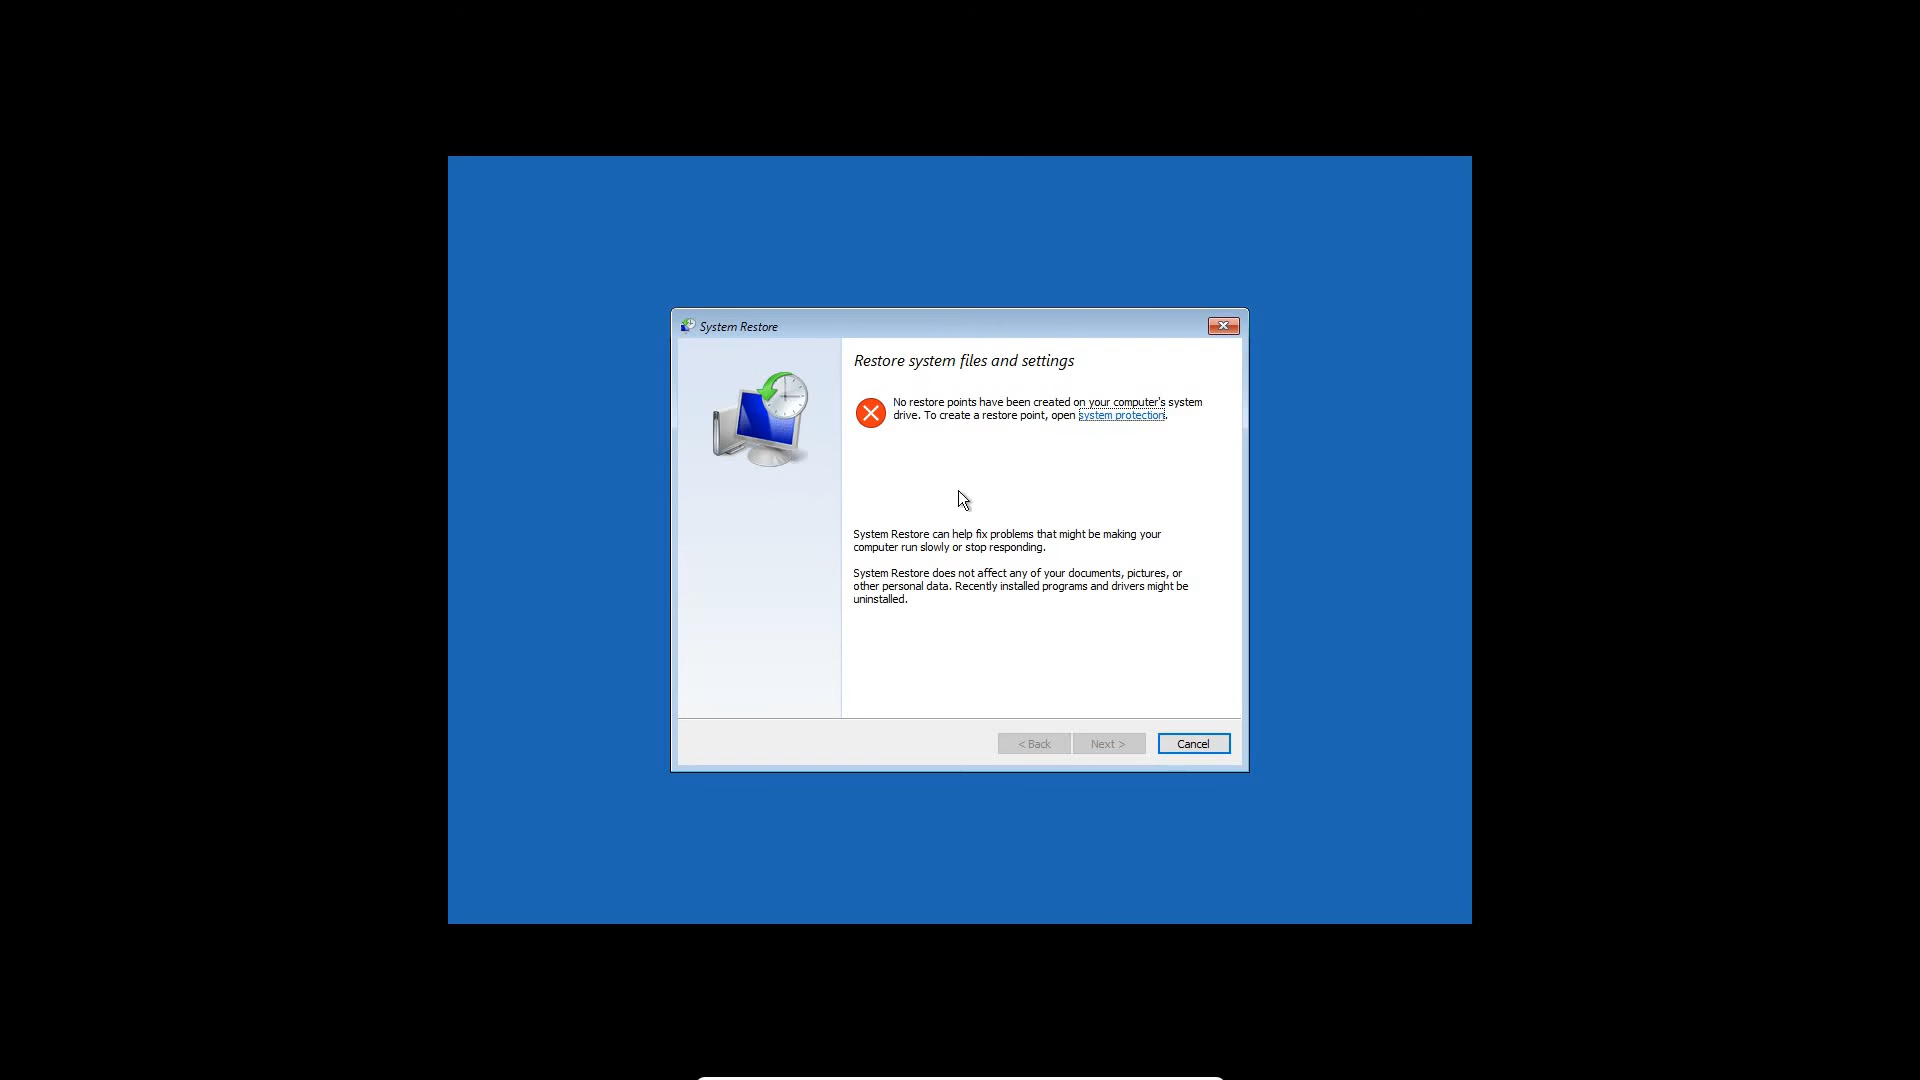 System Restore
Restore system files and settings
No restore points have been created on your computer's system
drive. To create a restore point, open system protection.
System Restore can help fix problems that might be making your
computer run slowly or stop responding.
System Restore does not affect any of your documents, pictures, or
other personal data. Recently installed programs and drivers might be
uninstalled.
< Back
Next >
Cancel